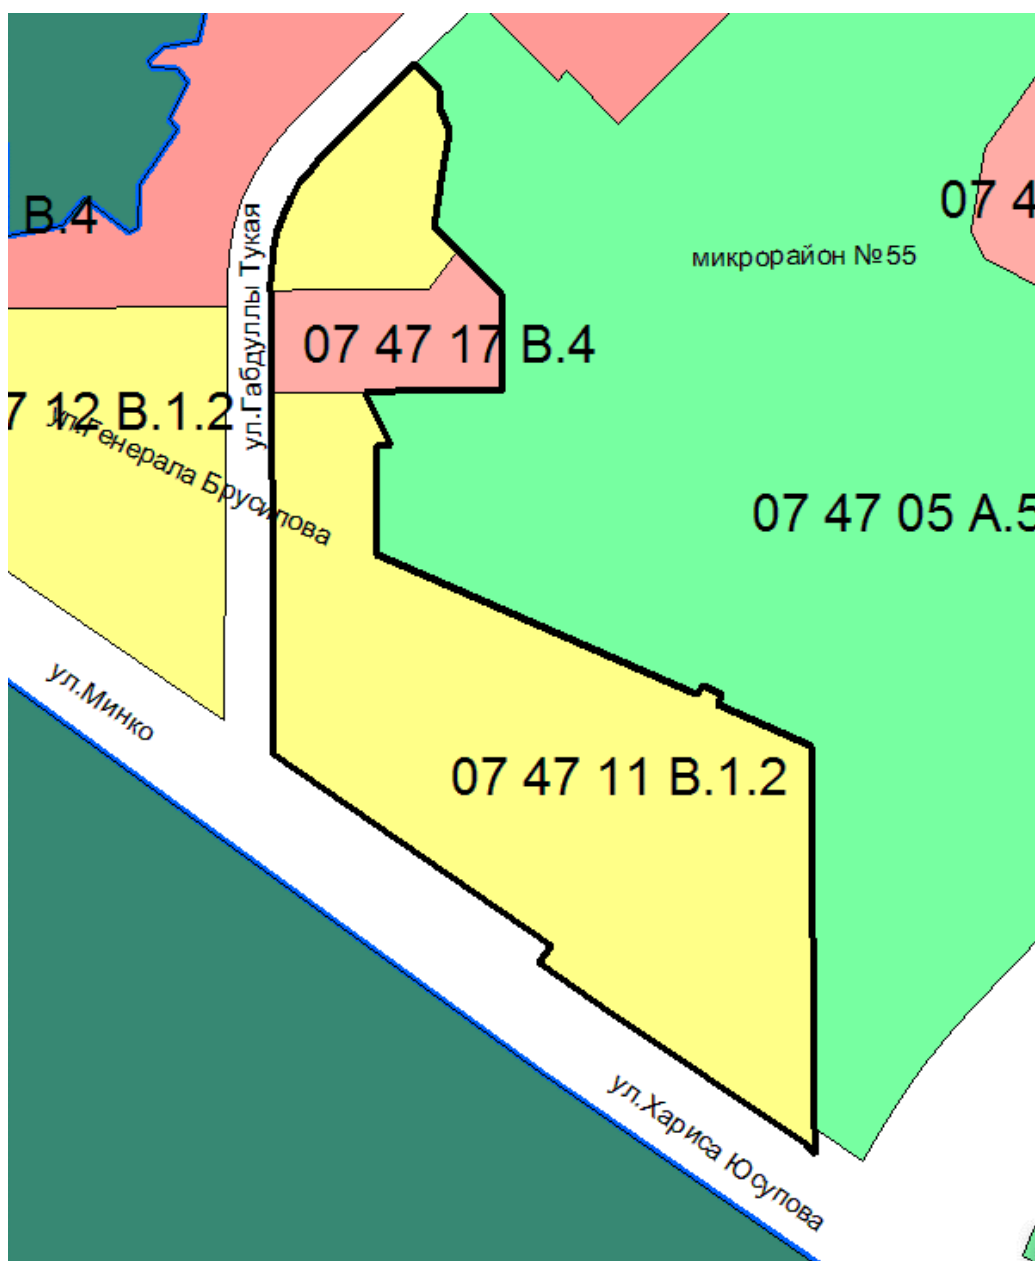 07 4
В.4
микрорайон №55
ул.Габдуллы Тукая
07 47 17 В.4
7 12 В.1.2
ул.Генерала Брусилова
07 47 05 А.5
ул.Минко
07 47 11 В.1.2
ул.Хариса Юсупова